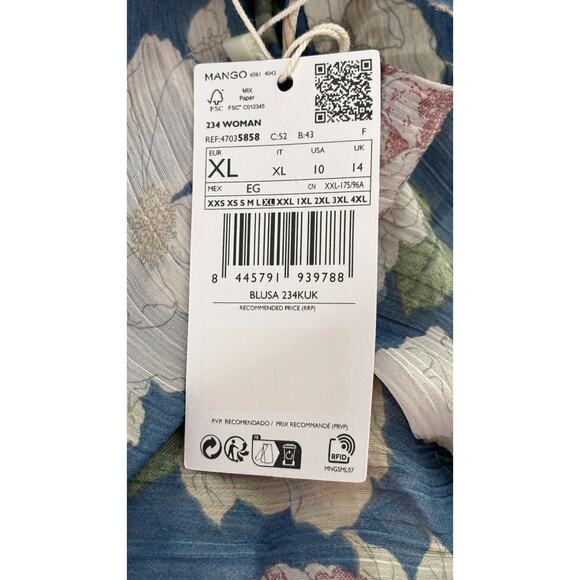 MANGO 6061 4043
MIX
Paper
FSC FSC™ C012345
234 WOMAN
REF:47035858 C:52 B:43 F
EUR IT USA UK
XL XL 10 14
MEX EG CN XXL-175/96A
XXS XS S M L XL XXL 1XL 2XL 3XL 4XL
8 445791 939788
BLUSA 234KUK
RECOMMENDED PRICE (RRP)
P.V.P. RECOMENDADO / PRIX RECOMMANDÉ (PRVP)
FR
RFID
MNGSML07